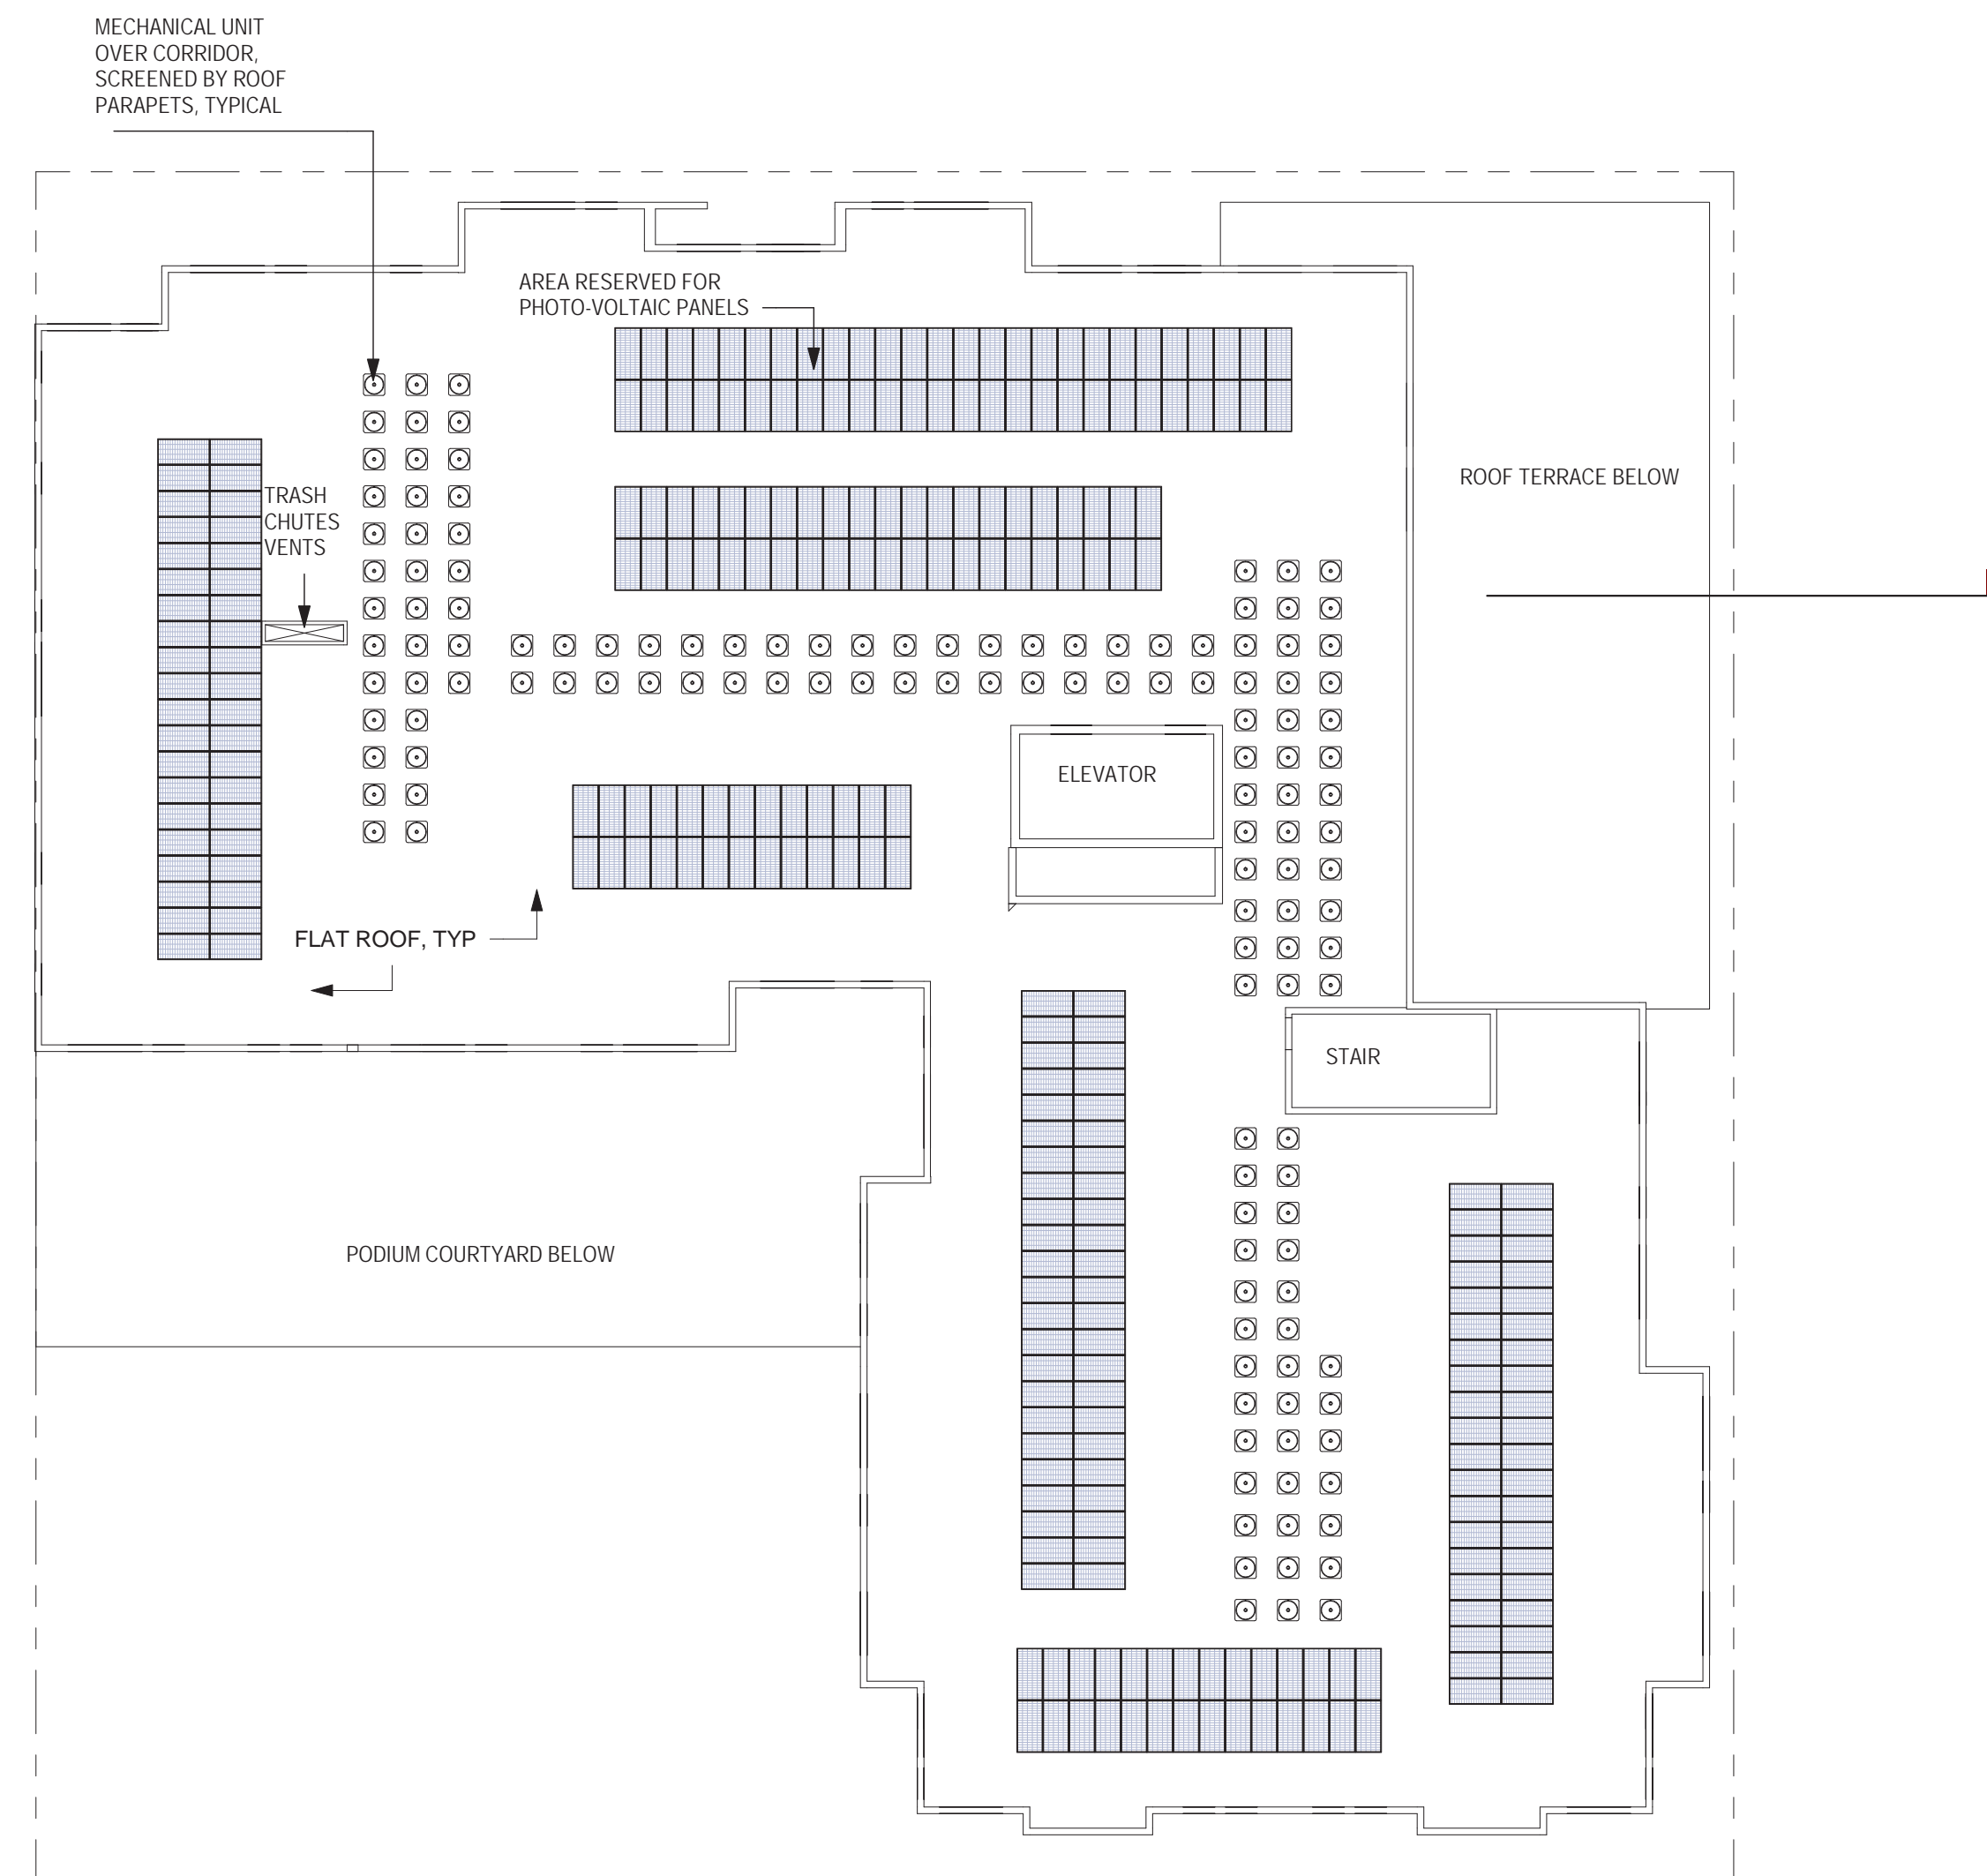 MECHANICAL UNIT
OVER CORRIDOR,
SCREENED BY ROOF
PARAPETS, TYPICAL
AREA RESERVED FOR
PHOTO-VOLTAIC PANELS
ROOF TERRACE BELOW
TRASH
CHUTES
VENTS
ELEVATOR
FLAT ROOF, TYP
STAIR
PODIUM COURTYARD BELOW